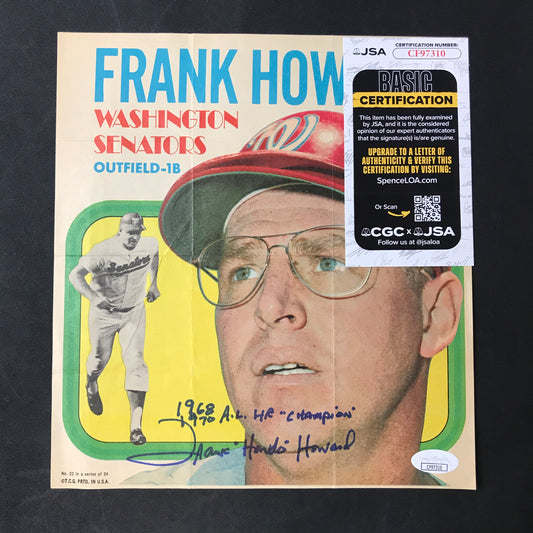 FRANK HOW
WASHINGTON
SENATORS
OUTFIELD-1B
Senators
1968
1970 A.L. HR "Champion"
Frank "Hondo" Howard
No. 22 in a series of 24
©T.C.G. PRTD. IN U.S.A.
JSA
CERTIFICATION NUMBER:
CF97310
BASIC
CERTIFICATION
This item has been fully examined
by JSA, and it is the considered
opinion of our expert authenticators
that the signature(s) is/are genuine.
UPGRADE TO A LETTER OF
AUTHENTICITY & VERIFY THIS
CERTIFICATION BY VISITING:
SpenceLOA.com
Or Scan
CGC x JSA
Follow us at @jsaloa
CF97310